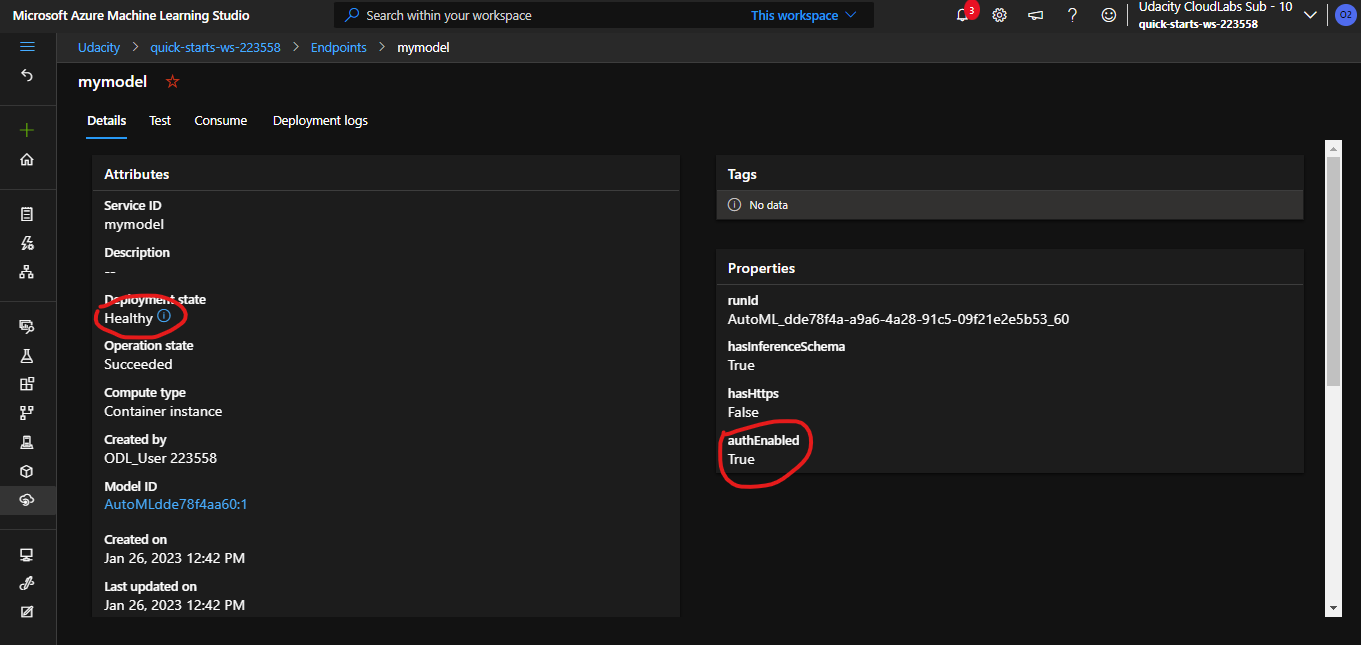 Microsoft Azure Machine Learning Studio
Search within your workspace
This workspace
3
Udacity CloudLabs Sub - 10
quick-starts-ws-223558
O2
Udacity > quick-starts-ws-223558 > Endpoints > mymodel
mymodel
Details
Test
Consume
Deployment logs
Attributes
Service ID
mymodel
Description
--
Deployment state
Healthy
Operation state
Succeeded
Compute type
Container instance
Created by
ODL_User 223558
Model ID
AutoMLdde78f4aa60:1
Created on
Jan 26, 2023 12:42 PM
Last updated on
Jan 26, 2023 12:42 PM
Tags
No data
Properties
runId
AutoML_dde78f4a-a9a6-4a28-91c5-09f21e2e5b53_60
hasInferenceSchema
True
hasHttps
False
authEnabled
True